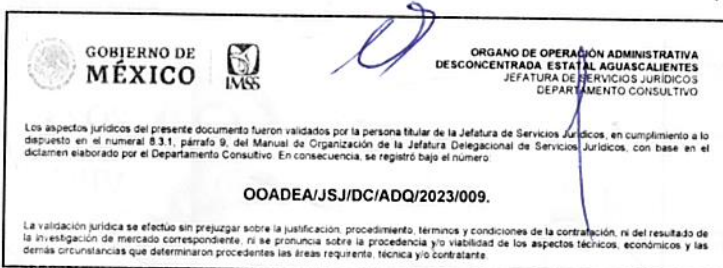 GOBIERNO DE
MÉXICO
IMSS
ORGANO DE OPERACIÓN ADMINISTRATIVA
DESCONCENTRADA ESTATAL AGUASCALIENTES
JEFATURA DE SERVICIOS JURÍDICOS
DEPARTAMENTO CONSULTIVO
Los aspectos jurídicos del presente documento fueron validados por la persona titular de la Jefatura de Servicios Jurídicos, en cumplimiento a lo
dispuesto en el numeral 8.3.1, párrafo 9, del Manual de Organización de la Jefatura Delegacional de Servicios Jurídicos, con base en el
dictamen elaborado por el Departamento Consultivo. En consecuencia, se registró bajo el número:
OOADEA/JSJ/DC/ADQ/2023/009.
La validación jurídica se efectúo sin prejuzgar sobre la justificación, procedimiento, términos y condiciones de la contratación, ni del resultado de
la investigación de mercado correspondiente, ni se pronuncia sobre la procedencia y/o viabilidad de los aspectos técnicos, económicos y las
demás circunstancias que determinaron procedentes las áreas requirente, técnica y/o contratante.